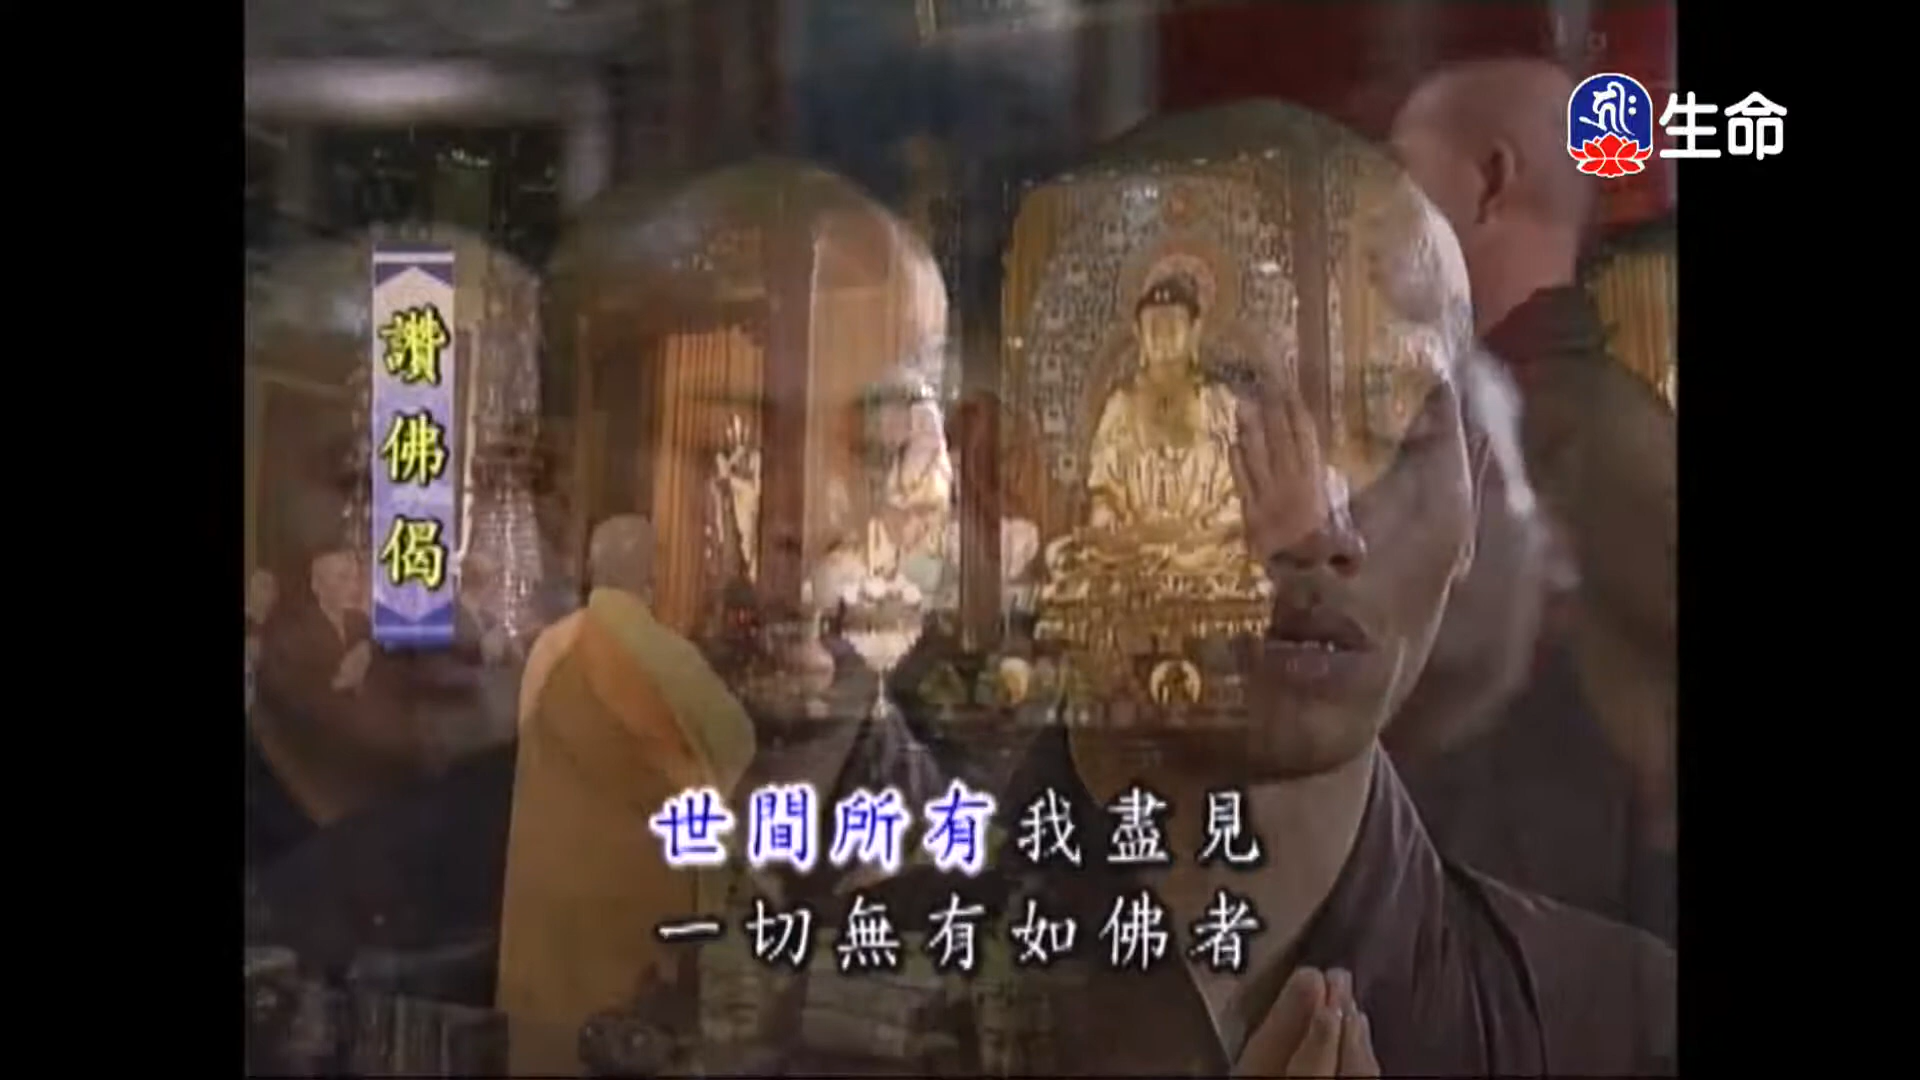 生命
讚佛偈
世間所有我盡見
一切無有如佛者